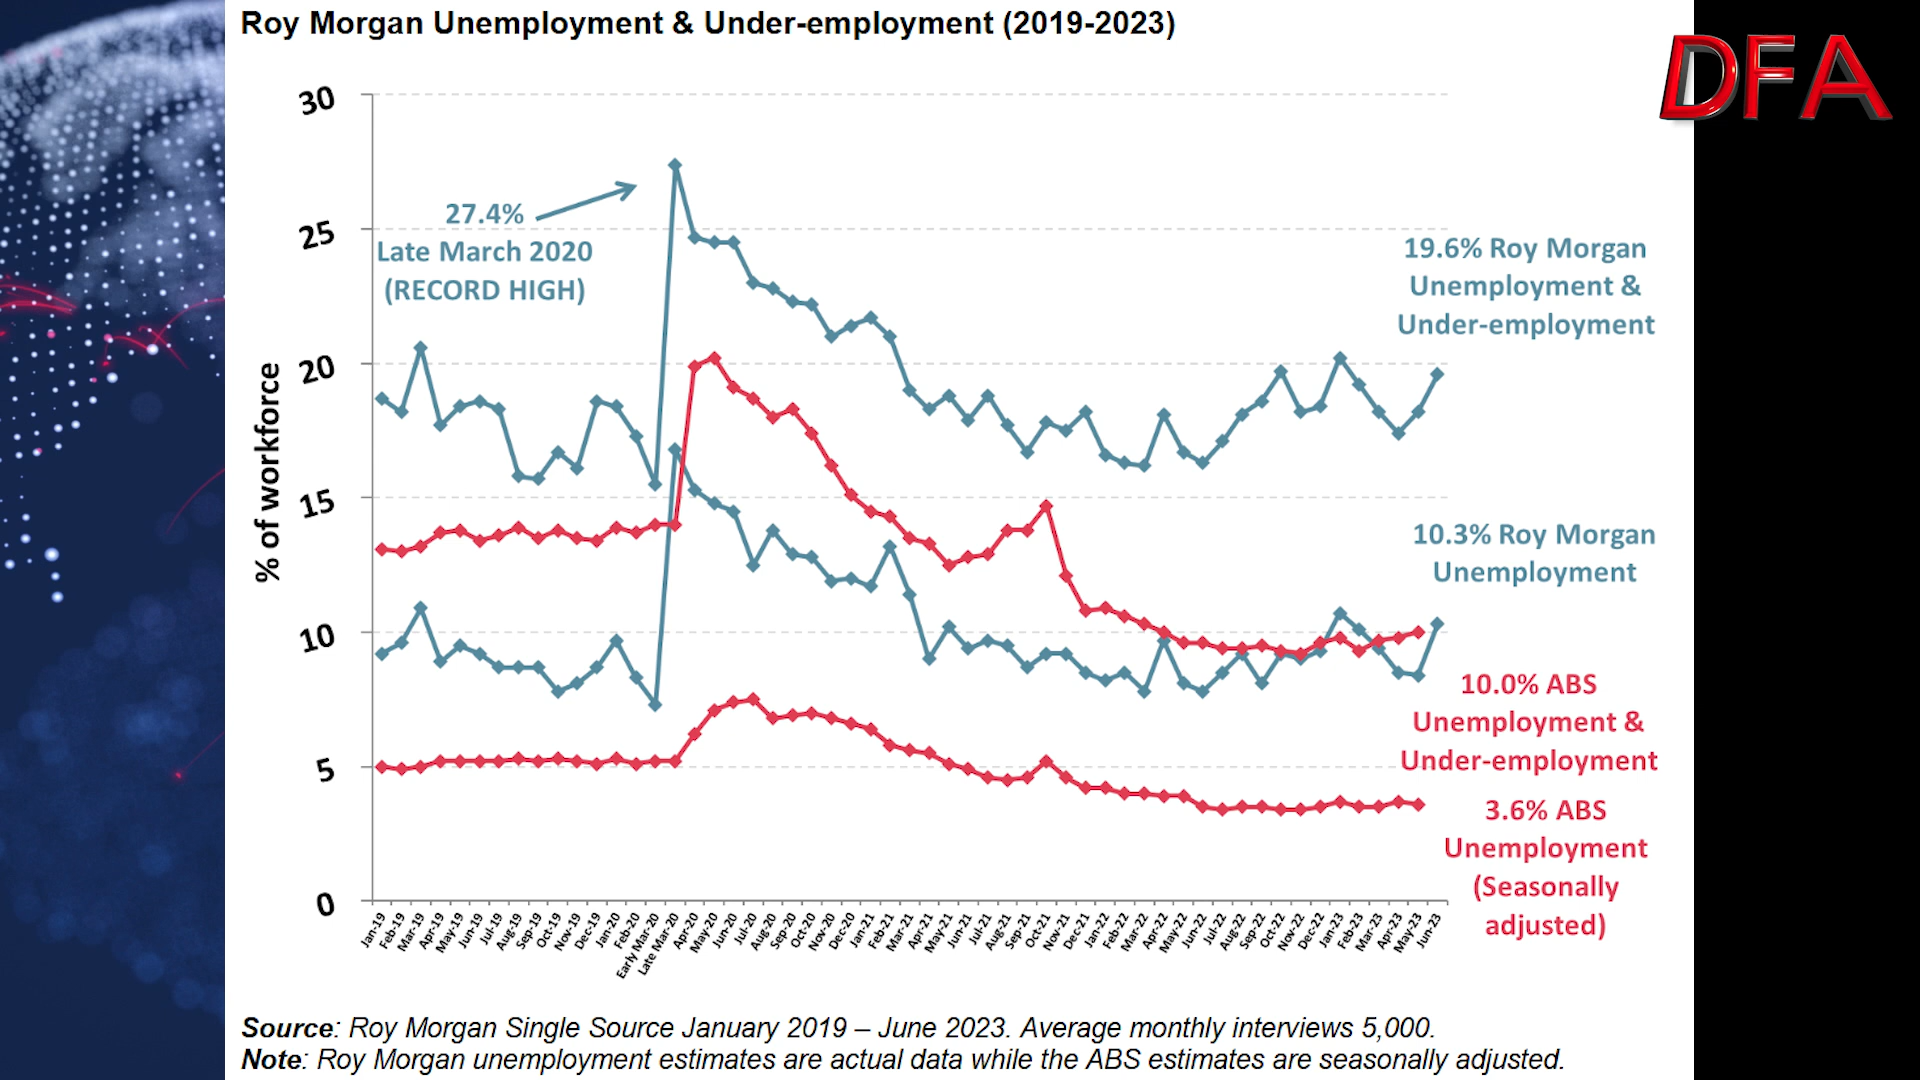 Roy Morgan Unemployment & Under-employment (2019-2023)
DFA
30
25
20
15
10
5
0
% of workforce
27.4%
Late March 2020
(RECORD HIGH)
19.6% Roy Morgan
Unemployment &
Under-employment
10.3% Roy Morgan
Unemployment
10.0% ABS
Unemployment &
Under-employment
3.6% ABS
Unemployment
(Seasonally
adjusted)
Jan-19
Feb-19
Mar-19
Apr-19
May-19
Jun-19
Jul-19
Aug-19
Sep-19
Oct-19
Nov-19
Dec-19
Jan-20
Feb-20
Early Mar-20
Late Mar-20
Apr-20
May-20
Jun-20
Jul-20
Aug-20
Sep-20
Oct-20
Nov-20
Dec-20
Jan-21
Feb-21
Mar-21
Apr-21
May-21
Jun-21
Jul-21
Aug-21
Sep-21
Oct-21
Nov-21
Dec-21
Jan-22
Feb-22
Mar-22
Apr-22
May-22
Jun-22
Jul-22
Aug-22
Sep-22
Oct-22
Nov-22
Dec-22
Jan-23
Feb-23
Mar-23
Apr-23
May-23
Jun-23
Source: Roy Morgan Single Source January 2019 – June 2023. Average monthly interviews 5,000.
Note: Roy Morgan unemployment estimates are actual data while the ABS estimates are seasonally adjusted.